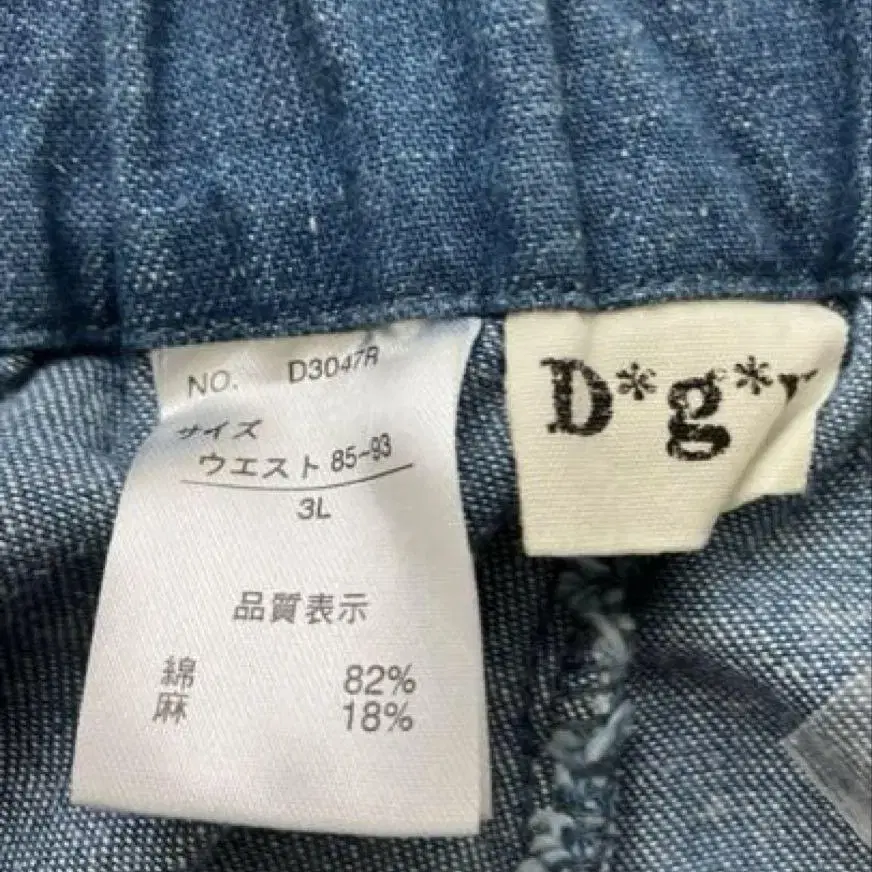 NO. D3047R
サイズ
ウエスト 85-93
3L
品質表示
綿 82%
麻 18%
D*g*y